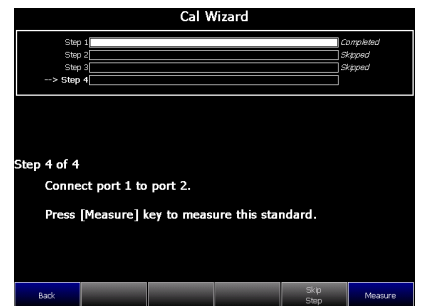 Cal Wizard
Step 1 Completed
Step 2 Skipped
Step 3 Skipped
--> Step 4
Step 4 of 4
Connect port 1 to port 2.
Press [Measure] key to measure this standard.
Back
Skip
Step
Measure